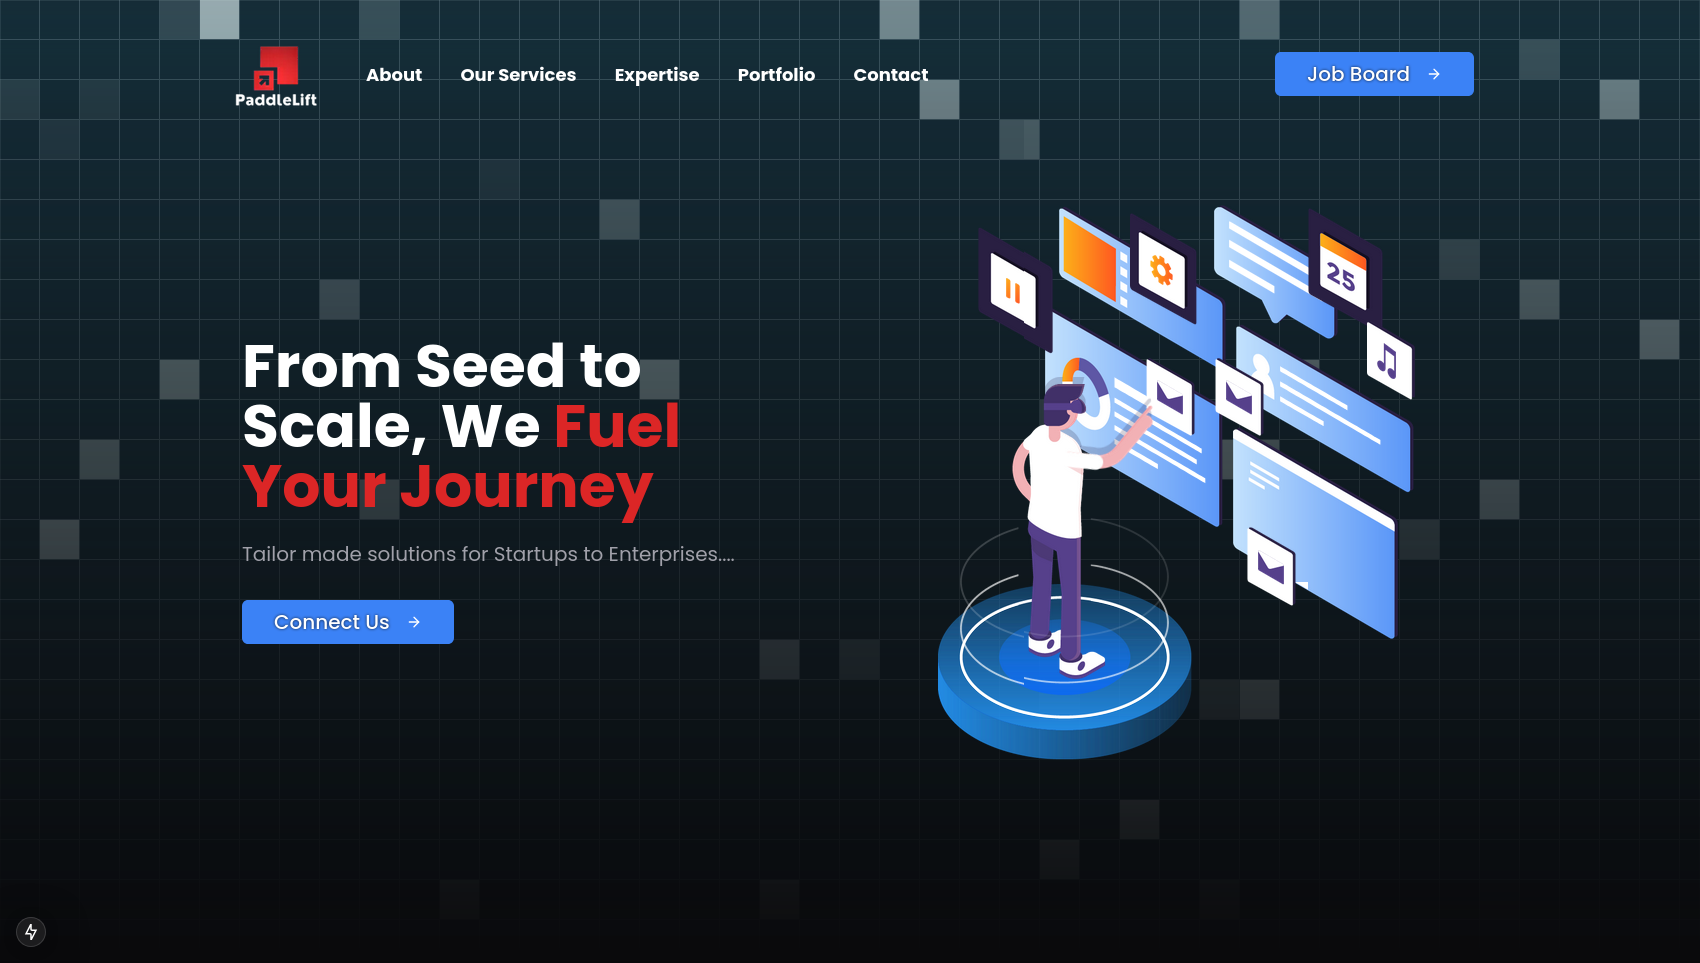 PaddleLift
About
Our Services
Expertise
Portfolio
Contact
Job Board
From Seed to
Scale, We Fuel
Your Journey
Tailor made solutions for Startups to Enterprises....
Connect Us
25